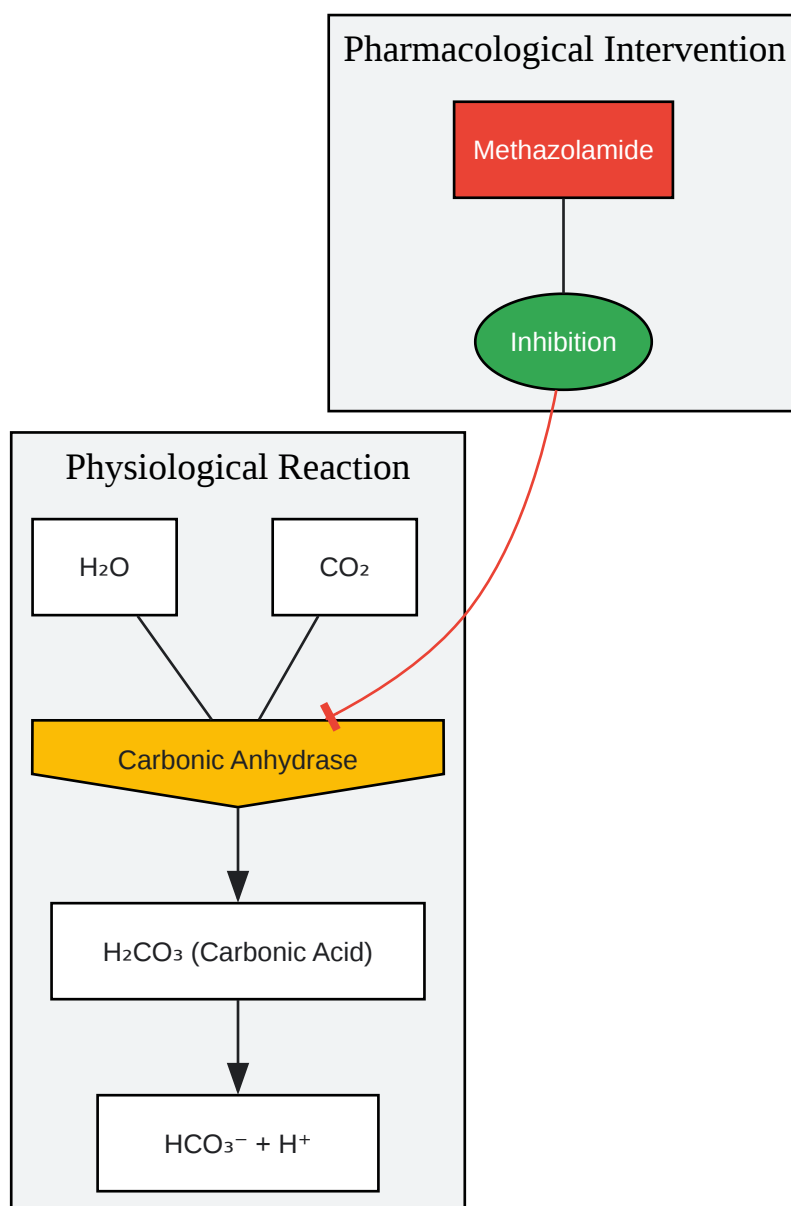 Pharmacological Intervention
Methazolamide
Inhibition
Physiological Reaction
H₂O
CO₂
Carbonic Anhydrase
H₂CO₃ (Carbonic Acid)
HCO₃⁻ + H⁺